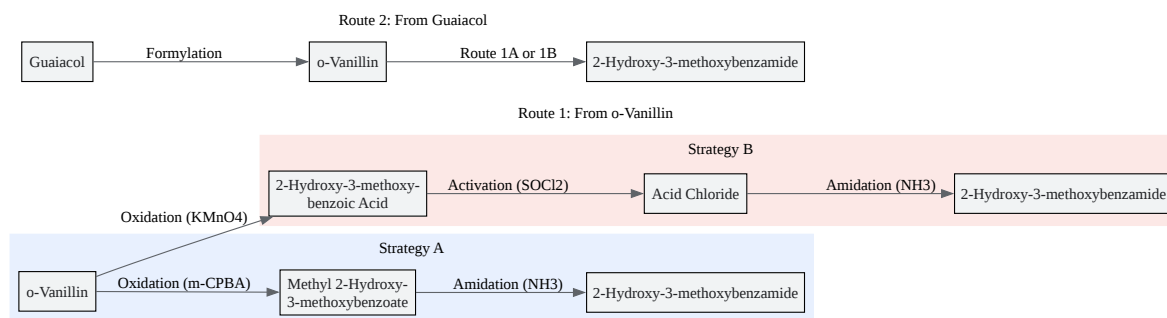 Route 2: From Guaiacol
Guaiacol
Formylation
o-Vanillin
Route 1A or 1B
2-Hydroxy-3-methoxybenzamide
Route 1: From o-Vanillin
Strategy B
2-Hydroxy-3-methoxy-
benzoic Acid
Activation (SOCl2)
Acid Chloride
Amidation (NH3)
2-Hydroxy-3-methoxybenzamide
Oxidation (KMnO4)
Strategy A
o-Vanillin
Oxidation (m-CPBA)
Methyl 2-Hydroxy-
3-methoxybenzoate
Amidation (NH3)
2-Hydroxy-3-methoxybenzamide